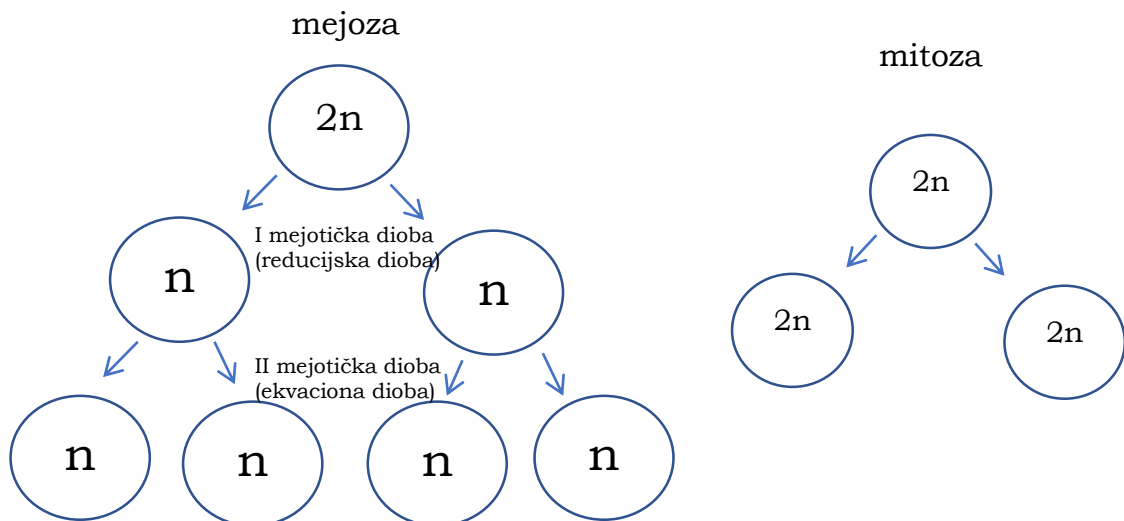 mejoza
mitoza
2n
I mejotička dioba
(reducijska dioba)
n
n
II mejotička dioba
(ekvaciona dioba)
n
n
n
n
2n
2n
2n